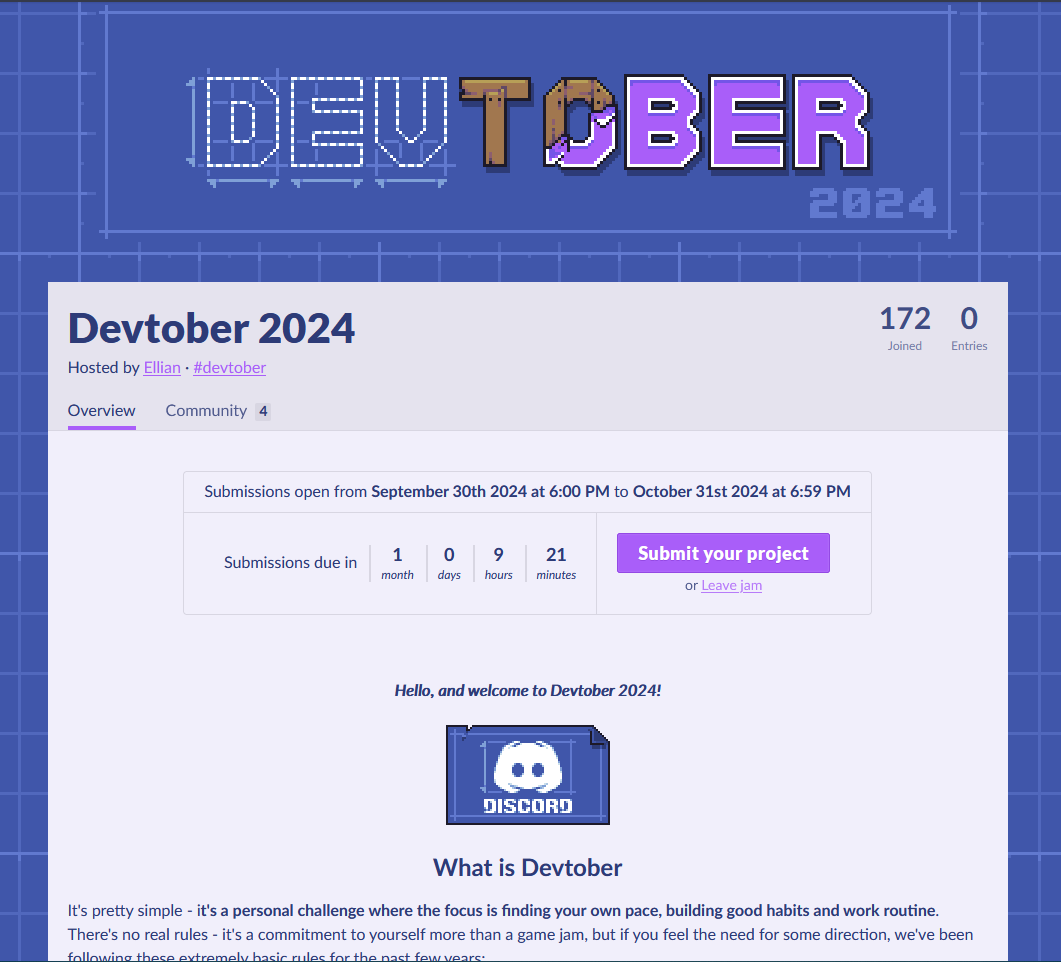 DEVTOBER
2024
Devtober 2024
172 0
Joined Entries
Hosted by Ellian · #devtober
Overview Community 4
Submissions open from September 30th 2024 at 6:00 PM to October 31st 2024 at 6:59 PM
Submissions due in 1 month 0 days 9 hours 21 minutes
Submit your project
or Leave jam
Hello, and welcome to Devtober 2024!
DISCORD
What is Devtober
It's pretty simple - it's a personal challenge where the focus is finding your own pace, building good habits and work routine.
There's no real rules - it's a commitment to yourself more than a game jam, but if you feel the need for some direction, we've been
following these extremely basic rules for the past few years: